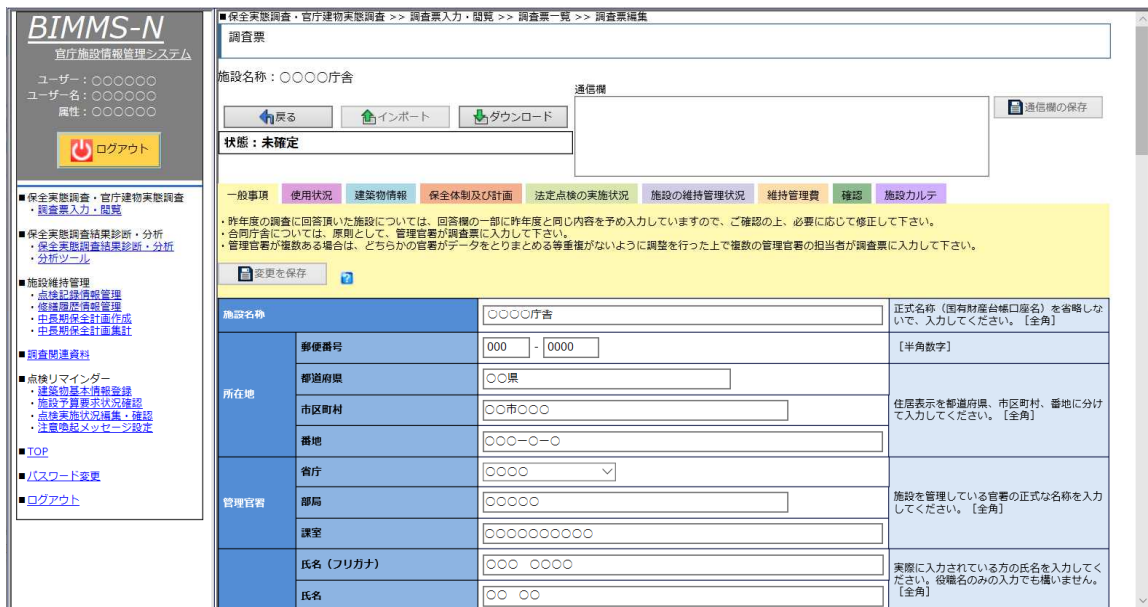 BIMMS-N
官庁施設情報管理システム
ユーザー：○○○○○○
ユーザー名：○○○○○○
属性：○○○○○○
ログアウト
■保全実態調査・官庁建物実態調査
・調査票入力・閲覧
■保全実態調査結果診断・分析
・保全実態調査結果診断・分析
・分析ツール
■施設維持管理
・点検記録情報管理
・修繕履歴情報管理
・中長期保全計画作成
・中長期保全計画集計
■調査関連資料
■点検リマインダー
・建築物基本情報登録
・施設予算要求状況確認
・点検実施状況編集・確認
・注意喚起メッセージ設定
■TOP
■パスワード変更
■ログアウト
■保全実態調査・官庁建物実態調査 >> 調査票入力・閲覧 >> 調査票一覧 >> 調査票編集
調査票
施設名称：○○○○庁舎
通信欄
戻る インポート ダウンロード 通信欄の保存
状態：未確定
一般事項 使用状況 建築物情報 保全体制及び計画 法定点検の実施状況 施設の維持管理状況 維持管理費 確認 施設カルテ
・昨年度の調査に回答頂いた施設については、回答欄の一部に昨年度と同じ内容を予め入力していますので、ご確認の上、必要に応じて修正して下さい。
・合同庁舎については、原則として、管理官署が調査票に入力して下さい。
・管理官署が複数ある場合は、どちらかの官署がデータをとりまとめる等重複がないように調整を行った上で複数の管理官署の担当者が調査票に入力して下さい。
変更を保存 ?
施設名称 ○○○○庁舎 正式名称（国有財産台帳口座名）を省略しな
いで、入力してください。［全角］
所在地
郵便番号 000 - 0000 ［半角数字］
都道府県 ○○県
市区町村 ○○市○○○
番地 ○○○−○−○
住居表示を都道府県、市区町村、番地に分け
て入力してください。［全角］
管理官署
省庁 ○○○○
部局 ○○○○○
課室 ○○○○○○○○○○
施設を管理している官署の正式な名称を入力
してください。［全角］
氏名（フリガナ） ○○○ ○○○○
氏名 ○○ ○○
実際に入力されている方の氏名を入力してく
ださい。役職名のみの入力でも構いません。
［全角］